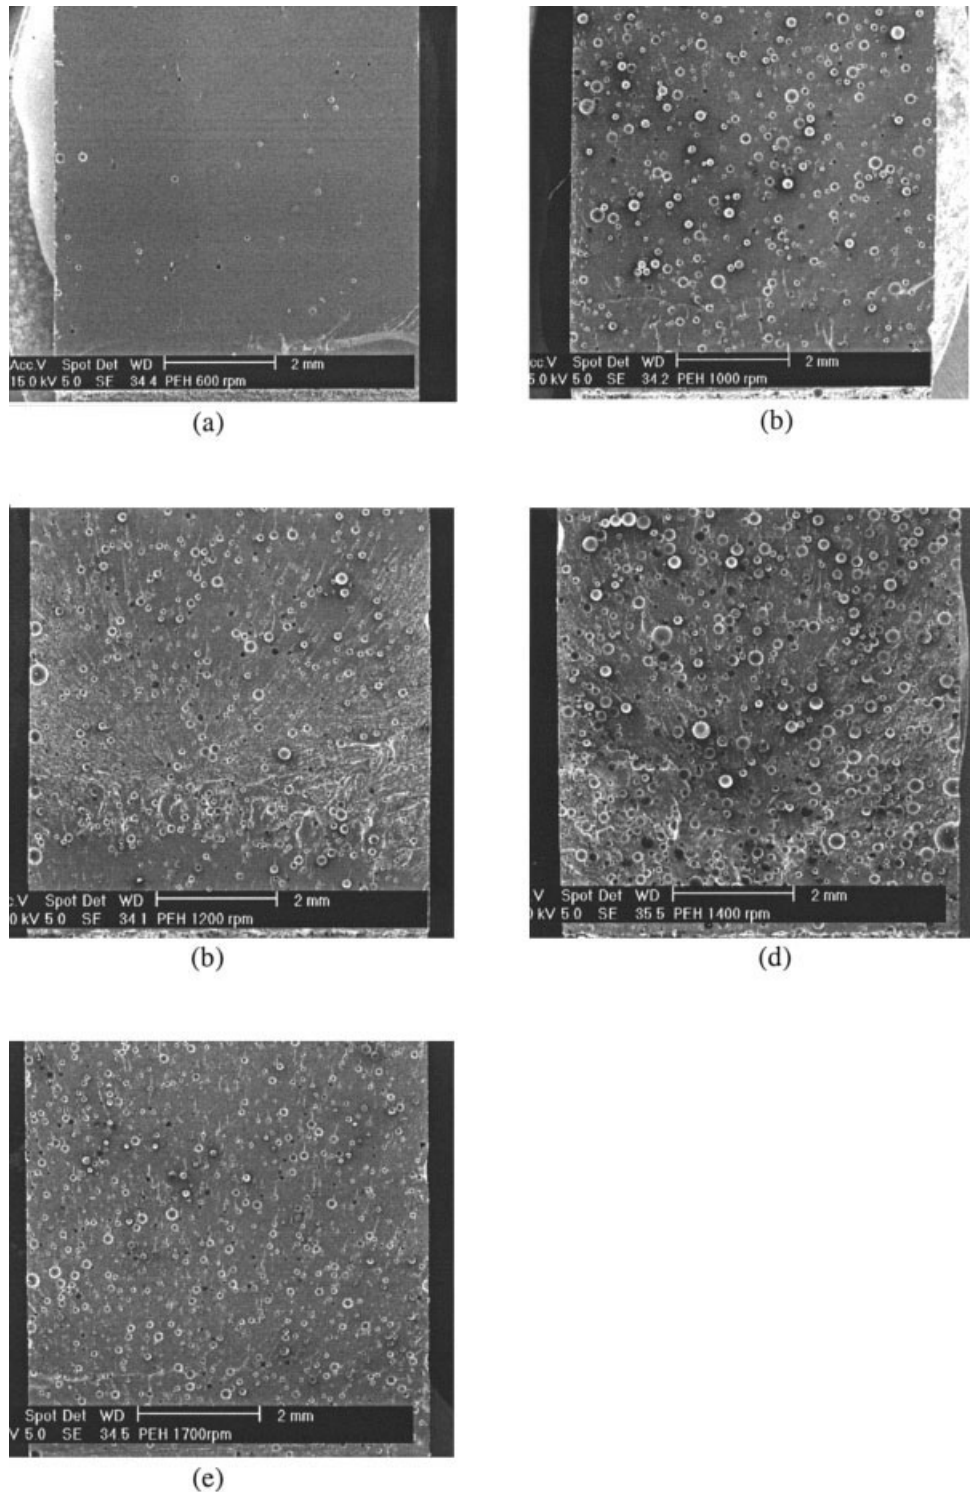 Acc.V Spot Det WD 2 mm
15.0 kV 5.0 SE 34.4 PEH 600 rpm
(a)
cc.V Spot Det WD 2 mm
5.0 kV 5.0 SE 34.2 PEH 1000 rpm
(b)
c.V Spot Det WD 2 mm
0 kV 5.0 SE 34.1 PEH 1200 rpm
(b)
.V Spot Det WD 2 mm
0 kV 5.0 SE 35.5 PEH 1400 rpm
(d)
Spot Det WD 2 mm
V 5.0 SE 34.5 PEH 1700rpm
(e)